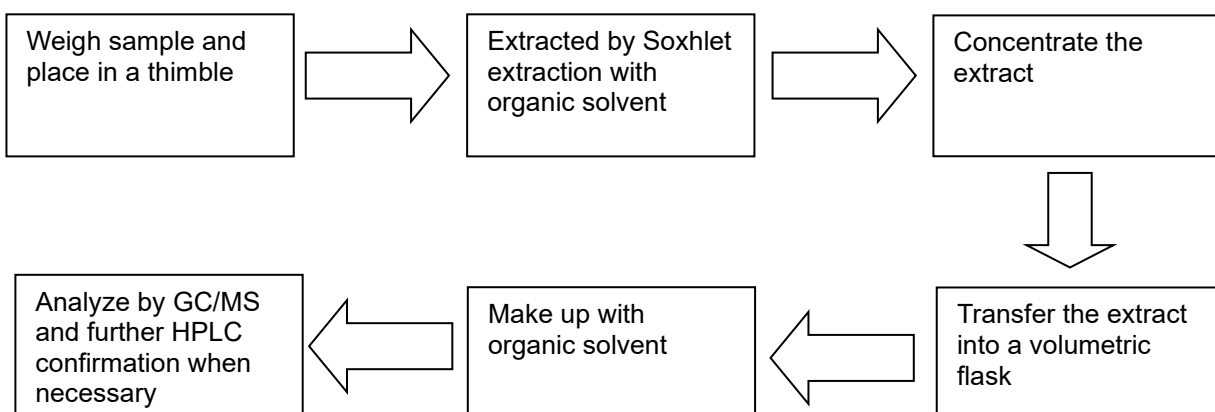 Weigh sample and
place in a thimble
Extracted by Soxhlet
extraction with
organic solvent
Concentrate the
extract
Transfer the extract
into a volumetric
flask
Make up with
organic solvent
Analyze by GC/MS
and further HPLC
confirmation when
necessary